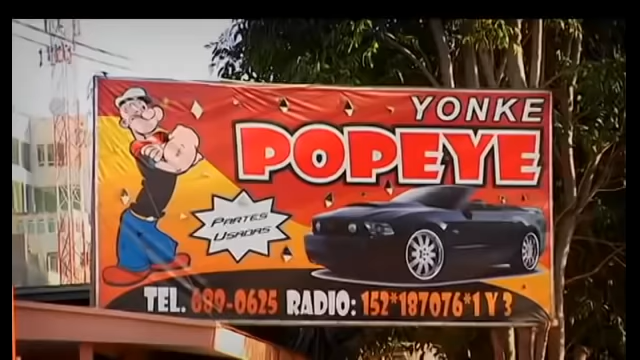 YONKE
POPEYE
PARTES
USADAS
TEL. 689-0625 RADIO: 152*187076*1 Y 3